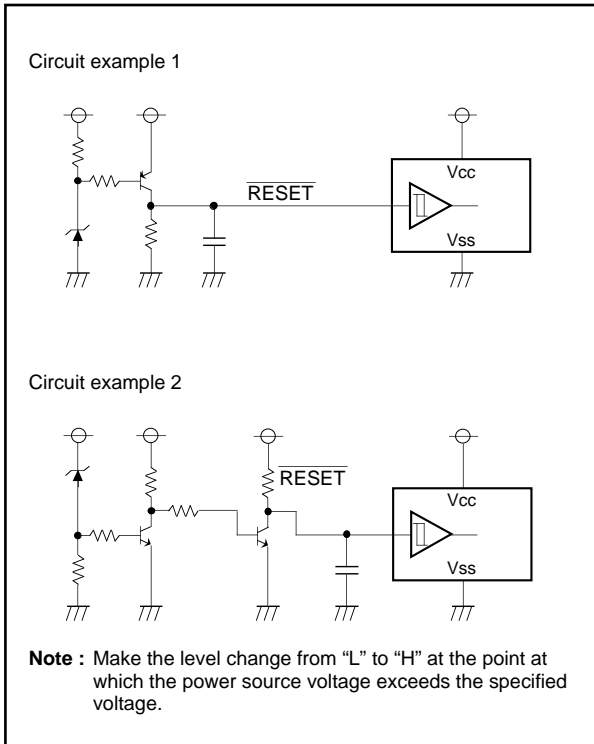 Circuit example 1
RESET
Vcc
Vss
Circuit example 2
RESET
Vcc
Vss
Note : Make the level change from “L” to “H” at the point at
which the power source voltage exceeds the specified
voltage.